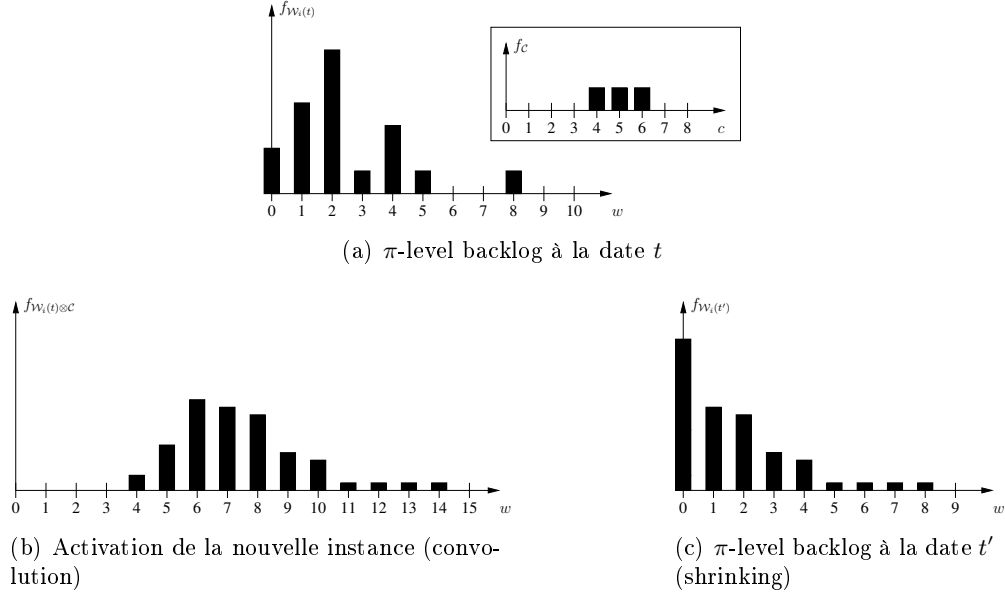 f_{W_i(t)}
f_C
0 1 2 3 4 5 6 7 8 c
0 1 2 3 4 5 6 7 8 9 10 w
(a) π-level backlog à la date t
f_{W_i(t)⊗C}
0 1 2 3 4 5 6 7 8 9 10 11 12 13 14 15 w
(b) Activation de la nouvelle instance (convo-
lution)
f_{W_i(t')}
0 1 2 3 4 5 6 7 8 9 w
(c) π-level backlog à la date t′
(shrinking)